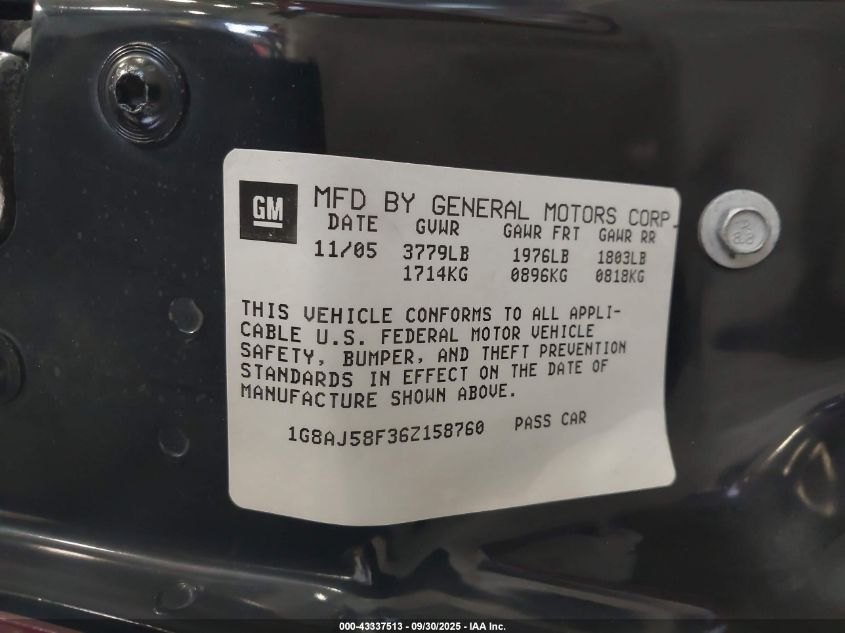 GM
MFD BY GENERAL MOTORS CORP.
DATE GVWR GAWR FRT GAWR RR
11/05 3779LB 1976LB 1803LB
1714KG 0896KG 0818KG
THIS VEHICLE CONFORMS TO ALL APPLI-
CABLE U.S. FEDERAL MOTOR VEHICLE
SAFETY, BUMPER, AND THEFT PREVENTION
STANDARDS IN EFFECT ON THE DATE OF
MANUFACTURE SHOWN ABOVE.
1G8AJ58F36Z158760 PASS CAR
8.8
000-43337513 - 09/30/2025 - IAA Inc.